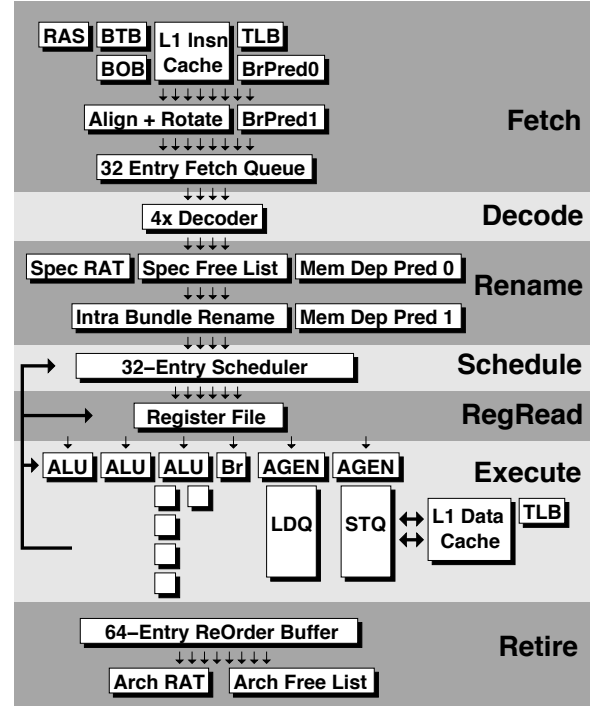 RAS BTB L1 Insn Cache TLB
BOB BrPred0
Align + Rotate BrPred1
Fetch
32 Entry Fetch Queue
4x Decoder
Decode
Spec RAT Spec Free List Mem Dep Pred 0
Rename
Intra Bundle Rename Mem Dep Pred 1
32–Entry Scheduler
Schedule
Register File
RegRead
ALU ALU ALU Br AGEN AGEN
Execute
LDQ STQ L1 Data Cache TLB
64–Entry ReOrder Buffer
Retire
Arch RAT Arch Free List